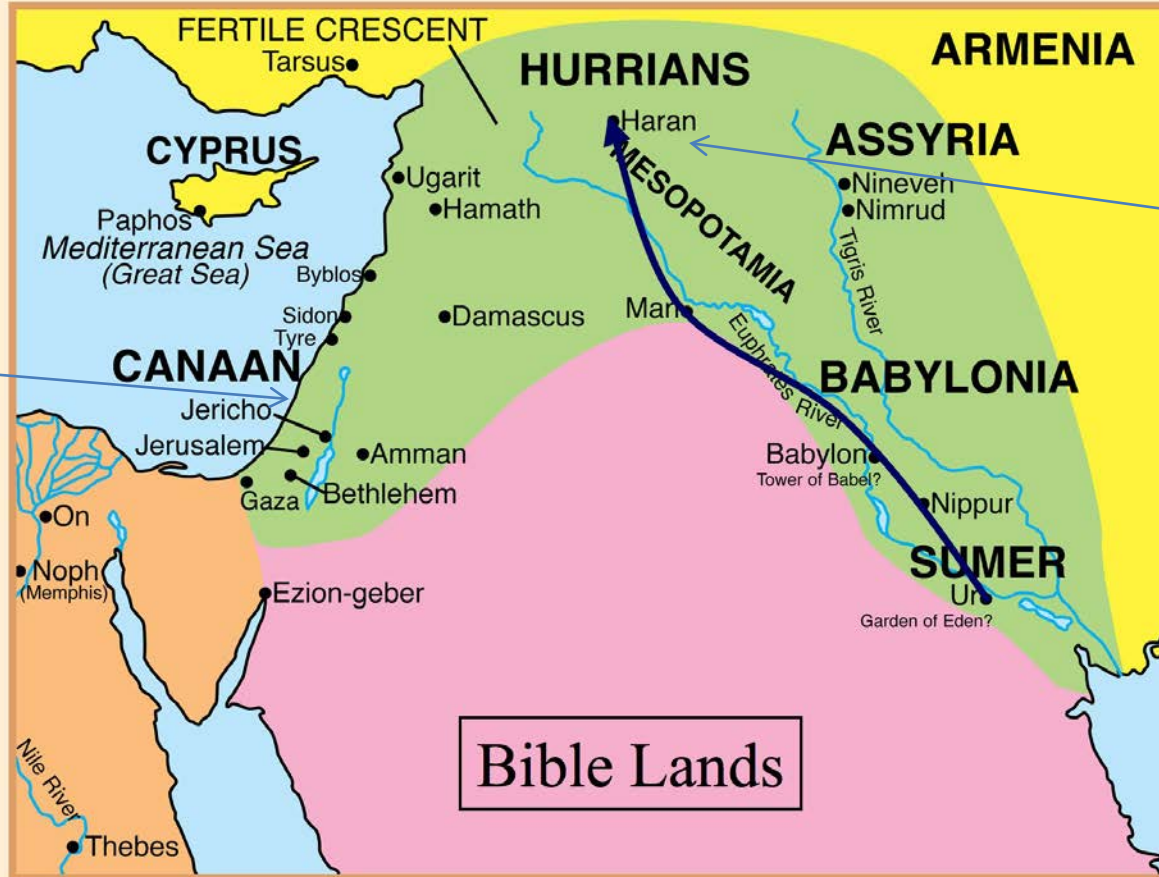 FERTILE CRESCENT
Tarsus
HURRIANS
ARMENIA
Haran
CYPRUS
ASSYRIA
MESOPOTAMIA
Ugarit
Nineveh
Hamath
Nimrud
Paphos
Mediterranean Sea
(Great Sea)
Tigris River
Byblos
Sidon
Damascus
Mari
Tyre
Euphrates River
CANAAN
BABYLONIA
Jericho
Jerusalem
Amman
Babylon
Tower of Babel?
Bethlehem
Gaza
Nippur
On
SUMER
Noph
(Memphis)
Ezion-geber
Ur
Garden of Eden?
Bible Lands
Nile River
Thebes